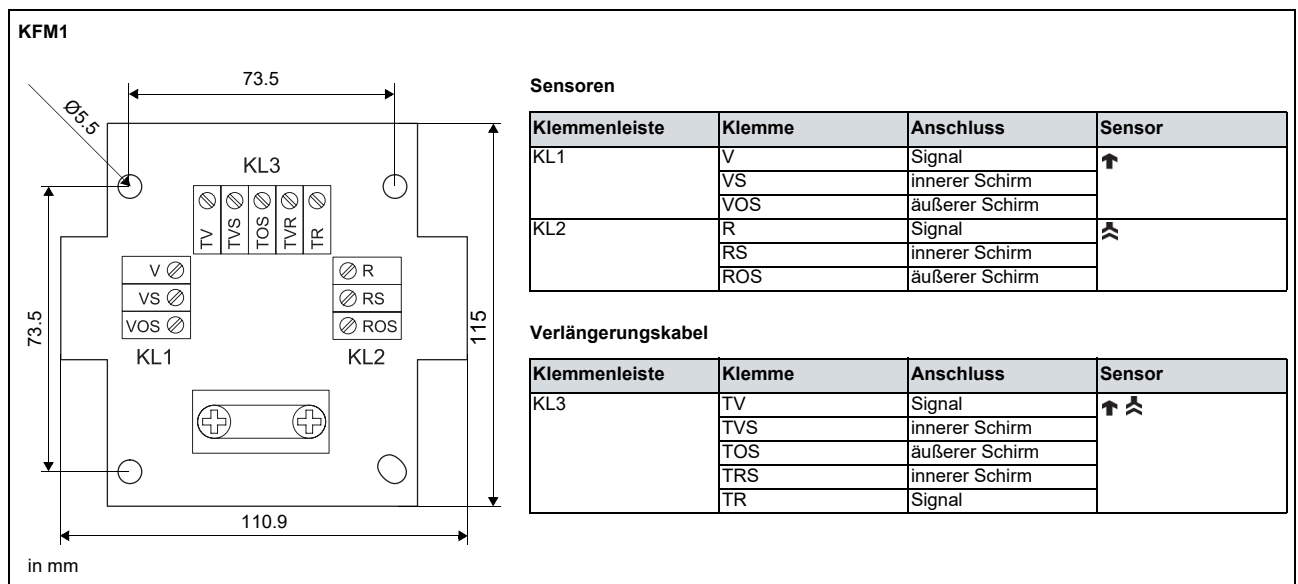 KFM1
73.5
Ø5.5
KL3
TV TVS TOS TVR TR
V R
VS RS
VOS ROS
KL1 KL2
73.5
115
110.9
in mm
Sensoren
Klemmenleiste Klemme Anschluss Sensor
KL1 V Signal
VS innerer Schirm
VOS äußerer Schirm
KL2 R Signal
RS innerer Schirm
ROS äußerer Schirm
Verlängerungskabel
Klemmenleiste Klemme Anschluss Sensor
KL3 TV Signal
TVS innerer Schirm
TOS äußerer Schirm
TRS innerer Schirm
TR Signal